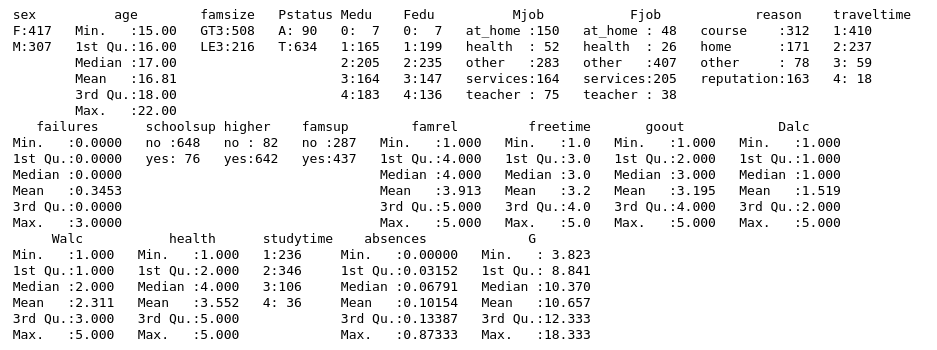 sex          age        famsize   Pstatus Medu    Fedu          Mjob           Fjob            reason    traveltime
F:417   Min.   :15.00   GT3:508   A: 90   0:  7   0:  7   at_home :150   at_home : 48   course    :312   1:410
M:307   1st Qu.:16.00   LE3:216   T:634   1:165   1:199   health  : 52   health  : 26   home      :171   2:237
        Median :17.00                     2:205   2:235   other   :283   other   :407   other     : 78   3: 59
        Mean   :16.81                     3:164   3:147   services:164   services:205   reputation:163   4: 18
        3rd Qu.:18.00                     4:183   4:136   teacher : 75   teacher : 38
        Max.   :22.00
   failures      schoolsup higher    famsup        famrel         freetime       goout            Dalc
Min.   :0.0000   no :648   no : 82   no :287   Min.   :1.000   Min.   :1.0   Min.   :1.000   Min.   :1.000
1st Qu.:0.0000   yes: 76   yes:642   yes:437   1st Qu.:4.000   1st Qu.:3.0   1st Qu.:2.000   1st Qu.:1.000
Median :0.0000                                 Median :4.000   Median :3.0   Median :3.000   Median :1.000
Mean   :0.3453                                 Mean   :3.913   Mean   :3.2   Mean   :3.195   Mean   :1.519
3rd Qu.:0.0000                                 3rd Qu.:5.000   3rd Qu.:4.0   3rd Qu.:4.000   3rd Qu.:2.000
Max.   :3.0000                                 Max.   :5.000   Max.   :5.0   Max.   :5.000   Max.   :5.000
     Walc           health      studytime    absences             G
Min.   :1.000   Min.   :1.000   1:236     Min.   :0.00000   Min.   : 3.823
1st Qu.:1.000   1st Qu.:2.000   2:346     1st Qu.:0.03152   1st Qu.: 8.841
Median :2.000   Median :4.000   3:106     Median :0.06791   Median :10.370
Mean   :2.311   Mean   :3.552   4: 36     Mean   :0.10154   Mean   :10.657
3rd Qu.:3.000   3rd Qu.:5.000             3rd Qu.:0.13387   3rd Qu.:12.333
Max.   :5.000   Max.   :5.000             Max.   :0.87333   Max.   :18.333